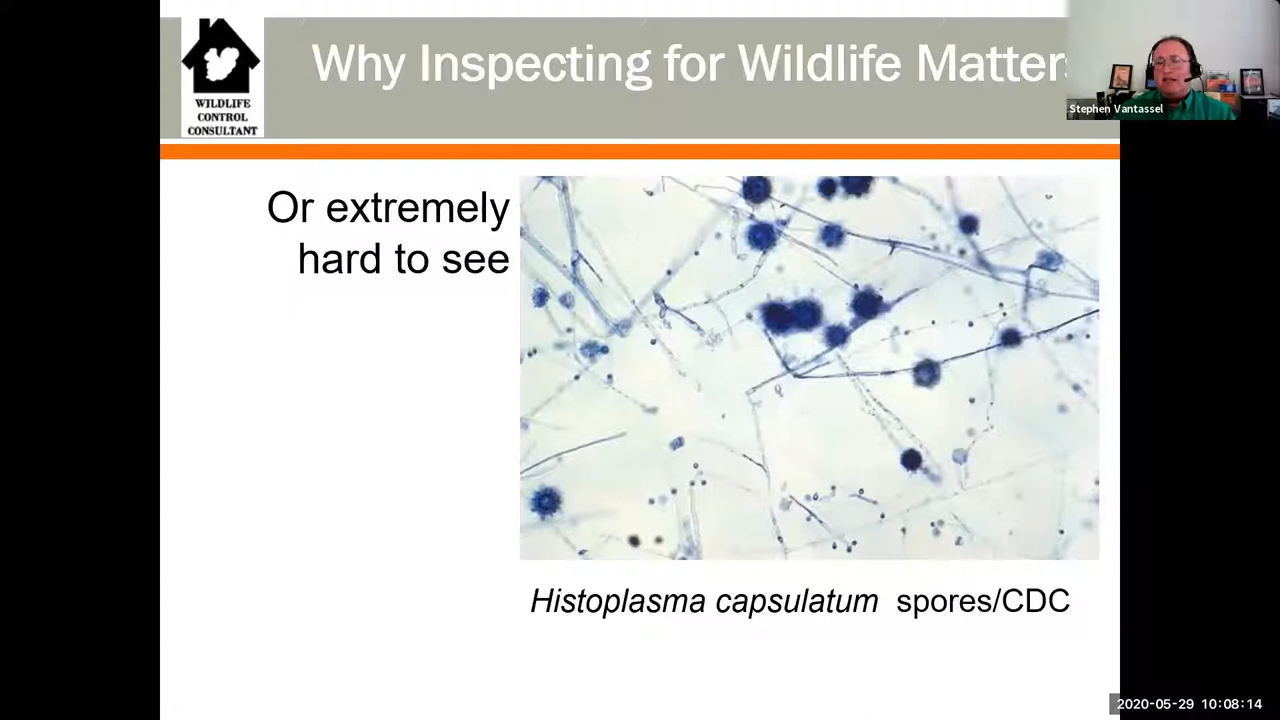 WILDLIFE
CONTROL
CONSULTANT
Why Inspecting for Wildlife Matters
Stephen Vantassel
Or extremely
hard to see
Histoplasma capsulatum spores/CDC
2020-05-29 10:08:14